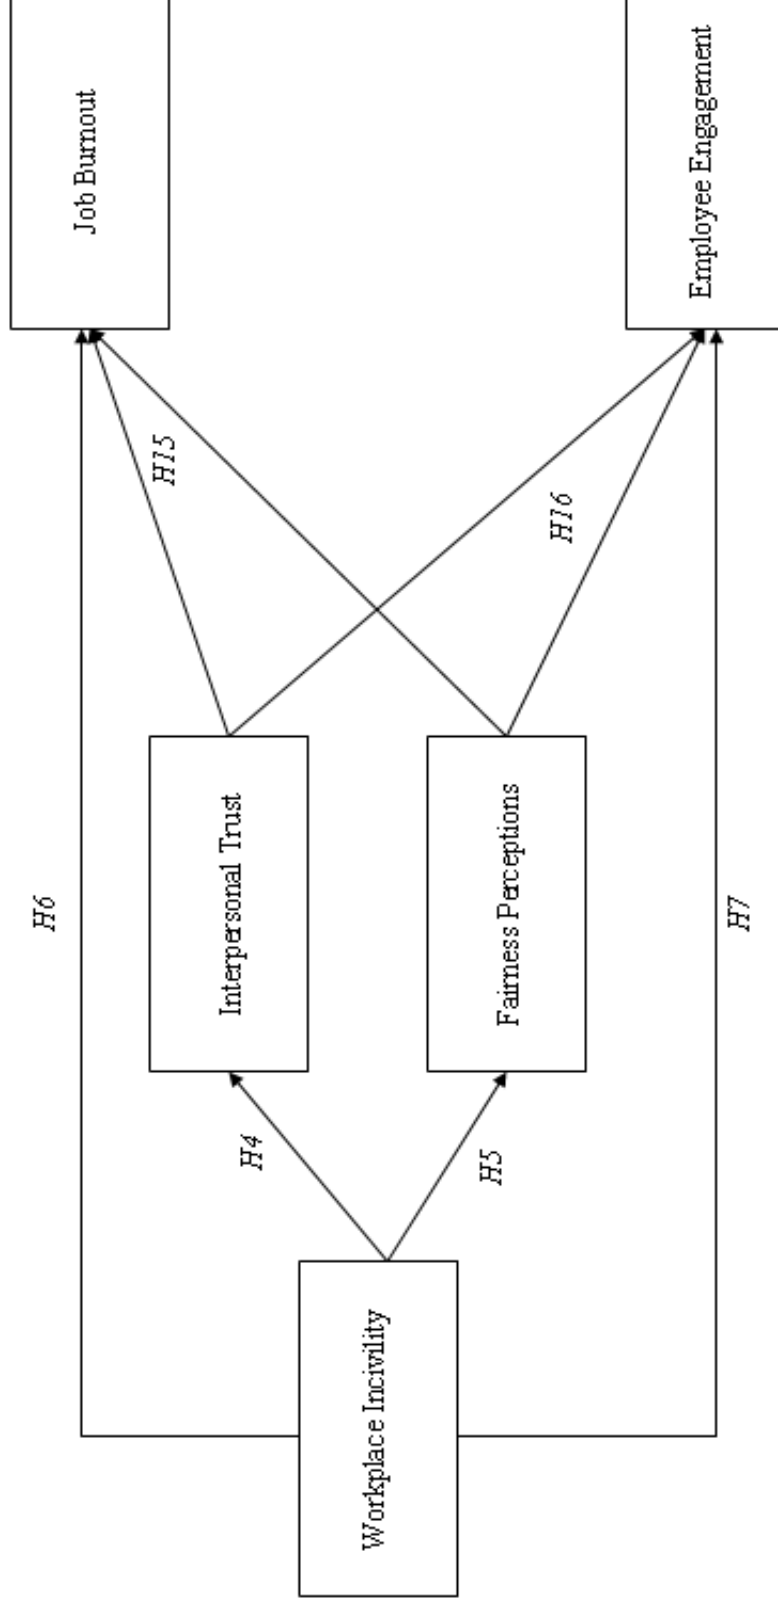 H6
Job Burnout
H15
Interpersonal Trust
H4
Workplace Incivility
H5
Fairness Perceptions
H16
Employee Engagement
H7